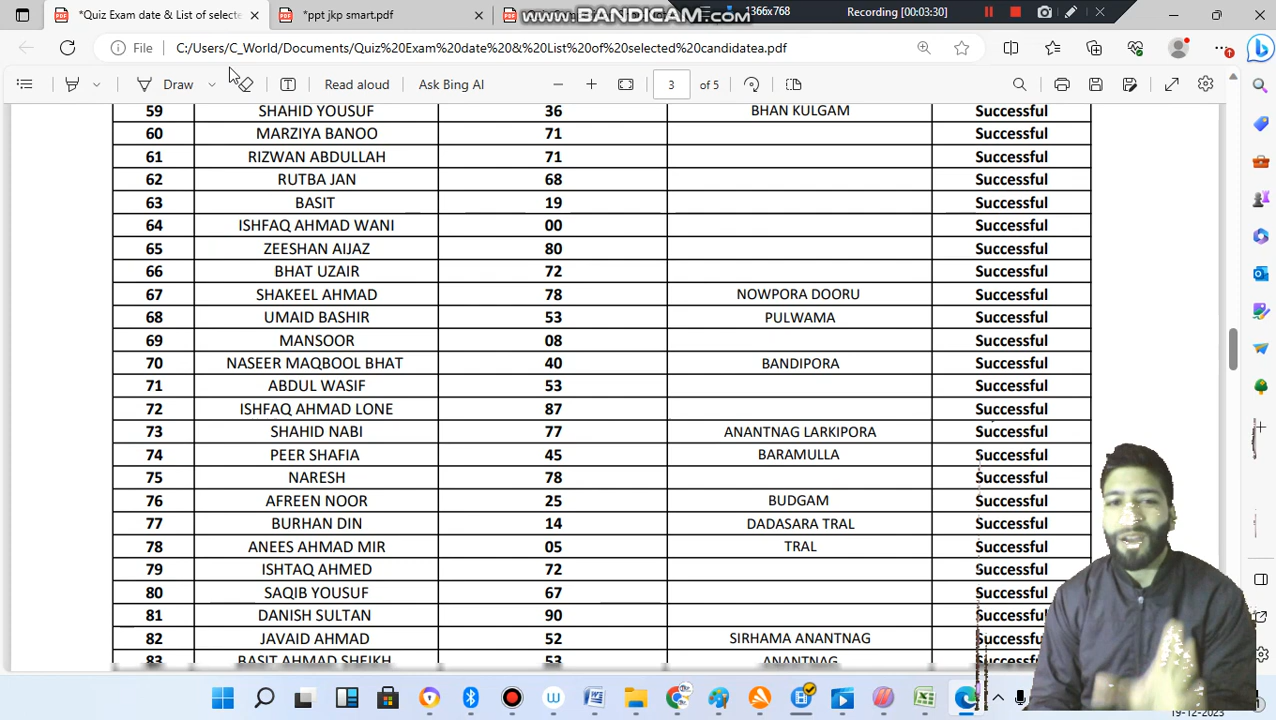 *Quiz Exam date & List of selecte
*ppt jkp smart.pdf
WWW.BANDICAM.COM
1366x768
Recording [00:03:30]
File
C:/Users/C_World/Documents/Quiz%20Exam%20date%20&%20List%20of%20selected%20candidatea.pdf
Draw
Read aloud
Ask Bing AI
3 of 5
59 SHAHID YOUSUF 36 BHAN KULGAM Successful
60 MARZIYA BANOO 71 Successful
61 RIZWAN ABDULLAH 71 Successful
62 RUTBA JAN 68 Successful
63 BASIT 19 Successful
64 ISHFAQ AHMAD WANI 00 Successful
65 ZEESHAN AIJAZ 80 Successful
66 BHAT UZAIR 72 Successful
67 SHAKEEL AHMAD 78 NOWPORA DOORU Successful
68 UMAID BASHIR 53 PULWAMA Successful
69 MANSOOR 08 Successful
70 NASEER MAQBOOL BHAT 40 BANDIPORA Successful
71 ABDUL WASIF 53 Successful
72 ISHFAQ AHMAD LONE 87 Successful
73 SHAHID NABI 77 ANANTNAG LARKIPORA Successful
74 PEER SHAFIA 45 BARAMULLA Successful
75 NARESH 78 Successful
76 AFREEN NOOR 25 BUDGAM Successful
77 BURHAN DIN 14 DADASARA TRAL Successful
78 ANEES AHMAD MIR 05 TRAL Successful
79 ISHTAQ AHMED 72 Successful
80 SAQIB YOUSUF 67 Successful
81 DANISH SULTAN 90 Successful
82 JAVAID AHMAD 52 SIRHAMA ANANTNAG Successful
83 BASIT AHMAD SHEIKH 53 ANANTNAG
19-12-2023